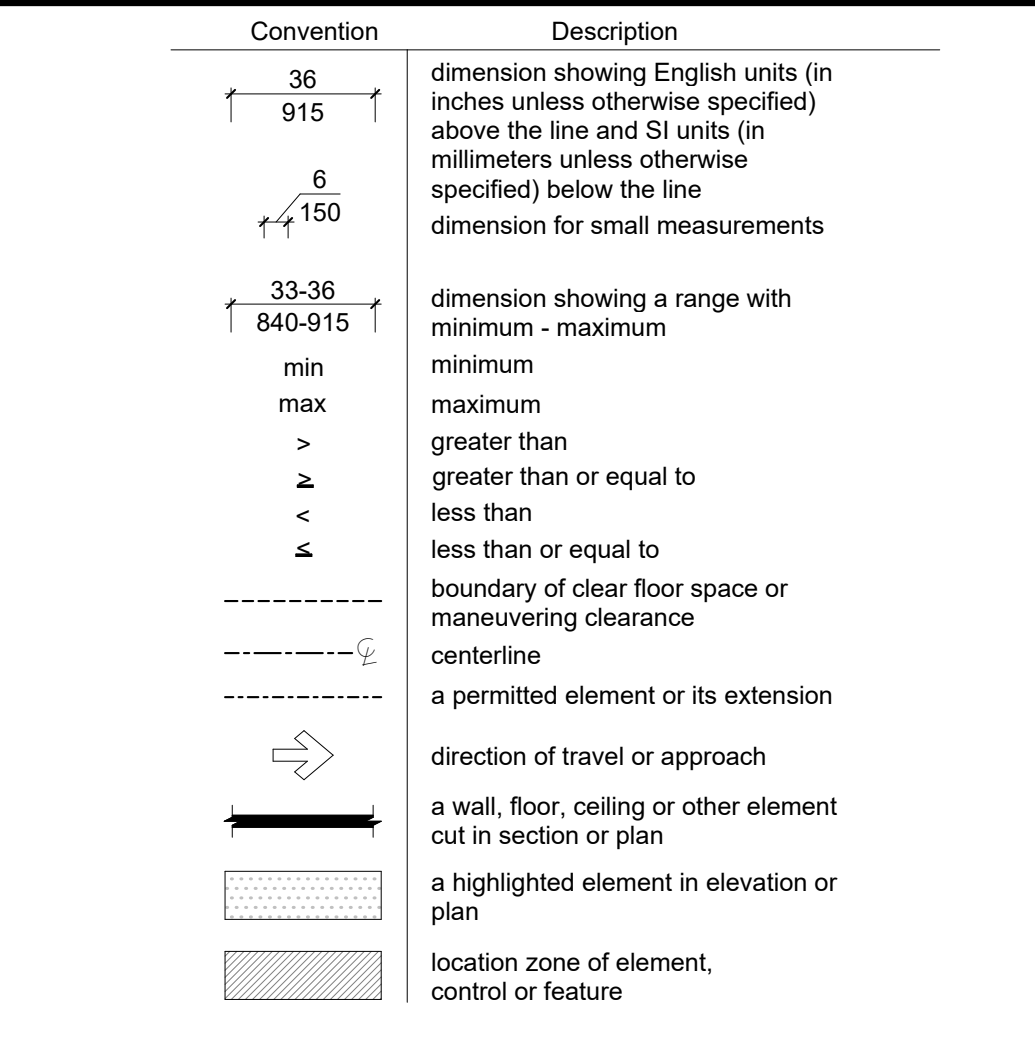 Convention Description
36
915
dimension showing English units (in
inches unless otherwise specified)
above the line and SI units (in
millimeters unless otherwise
specified) below the line
6
150
dimension for small measurements
33-36
840-915
dimension showing a range with
minimum - maximum
min minimum
max maximum
> greater than
≥ greater than or equal to
< less than
≤ less than or equal to
boundary of clear floor space or
maneuvering clearance
℄ centerline
a permitted element or its extension
direction of travel or approach
a wall, floor, ceiling or other element
cut in section or plan
a highlighted element in elevation or
plan
location zone of element,
control or feature